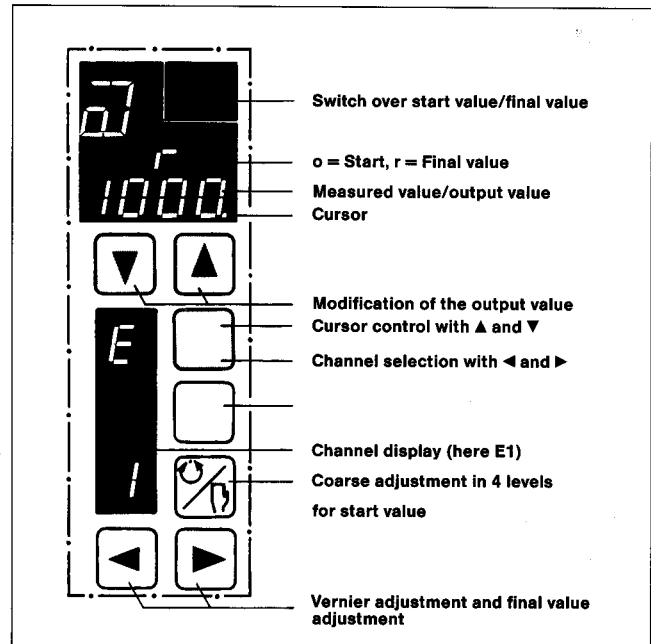 Switch over start value/final value
r
o = Start, r = Final value
1000.
Measured value/output value
Cursor
Modification of the output value
E
Cursor control with ▲ and ▼
Channel selection with ◄ and ►
Channel display (here E1)
1
Coarse adjustment in 4 levels
for start value
Vernier adjustment and final value
adjustment